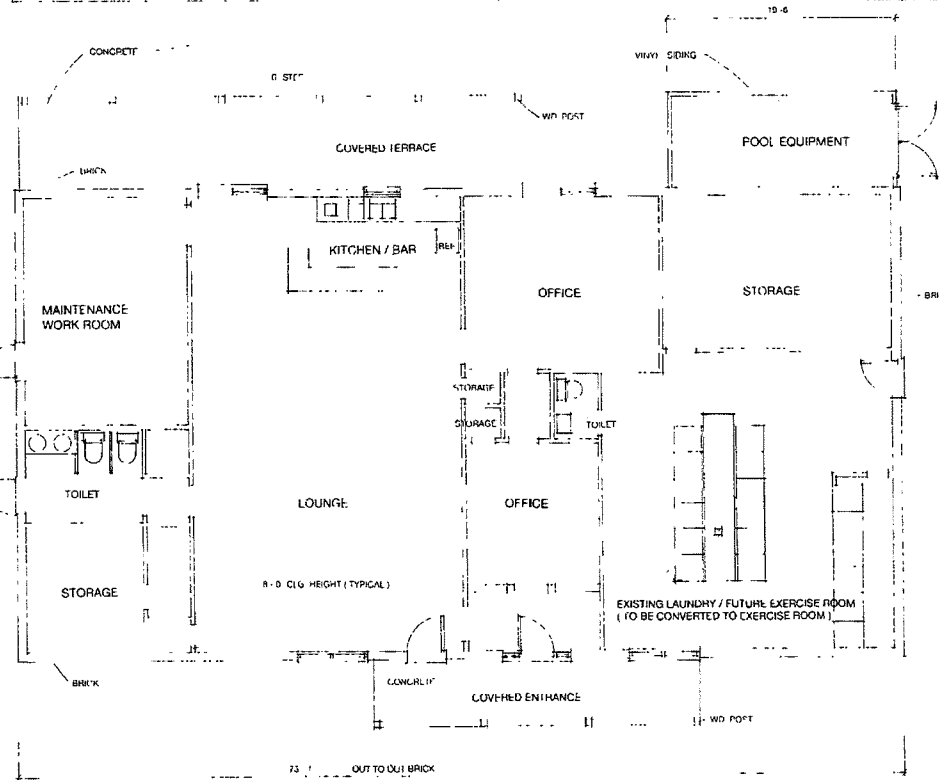 19-6
CONCRETE
VINYL SIDING
WD POST
POOL EQUIPMENT
COVERED TERRACE
BRICK
KITCHEN / BAR
REF
OFFICE
STORAGE
MAINTENANCE
WORK ROOM
STORAGE
STORAGE
TOILET
TOILET
LOUNGE
OFFICE
8-0 CLG HEIGHT (TYPICAL)
STORAGE
EXISTING LAUNDRY / FUTURE EXERCISE ROOM
( TO BE CONVERTED TO EXERCISE ROOM )
BRICK
CONCRETE
COVERED ENTRANCE
WD POST
OUT TO OUT BRICK